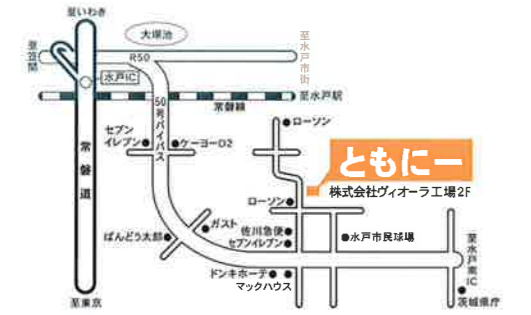 至いわき
大塚池
至笠間
R50
至水戸市街
水戸IC
常磐線
至水戸駅
50号バイパス
セブン
イレブン
ケーヨーD2
ローソン
常磐道
ともに一
株式会社ヴィオーラ工場2F
ローソン
ガスト
佐川急便
ばんどう太郎
セブンイレブン
水戸市民球場
至水戸南IC
ドンキホーテ
マックハウス
至東京
茨城県庁